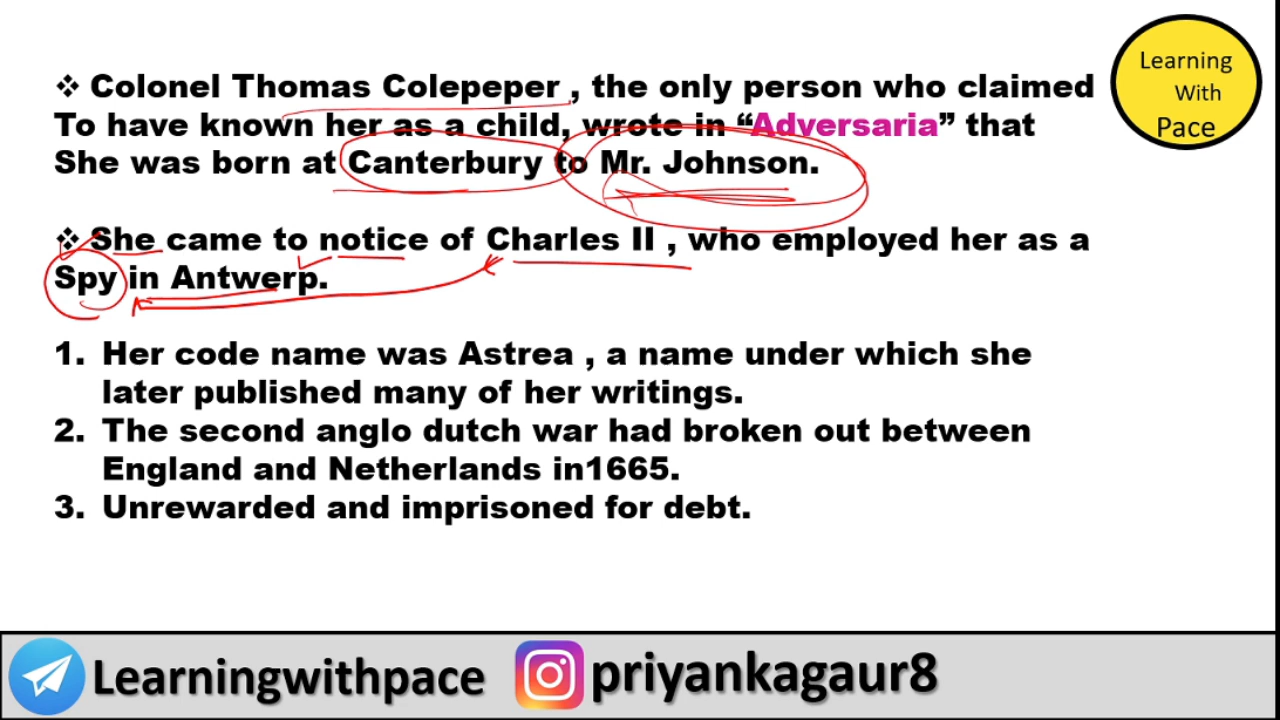 ❖ Colonel Thomas Colepeper , the only person who claimed
To have known her as a child, wrote in “Adversaria” that
She was born at Canterbury to Mr. Johnson.
❖ She came to notice of Charles II , who employed her as a
Spy in Antwerp.
1. Her code name was Astrea , a name under which she
later published many of her writings.
2. The second anglo dutch war had broken out between
England and Netherlands in1665.
3. Unrewarded and imprisoned for debt.
Learning
With
Pace
Learningwithpace
priyankagaur8